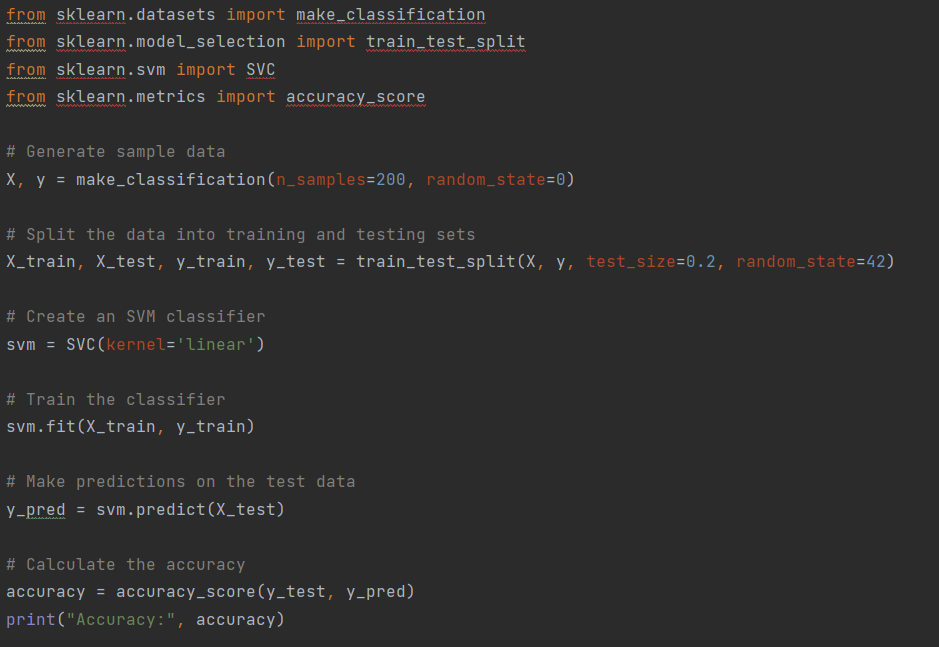 from sklearn.datasets import make_classification
from sklearn.model_selection import train_test_split
from sklearn.svm import SVC
from sklearn.metrics import accuracy_score
# Generate sample data
X, y = make_classification(n_samples=200, random_state=0)
# Split the data into training and testing sets
X_train, X_test, y_train, y_test = train_test_split(X, y, test_size=0.2, random_state=42)
# Create an SVM classifier
svm = SVC(kernel='linear')
# Train the classifier
svm.fit(X_train, y_train)
# Make predictions on the test data
y_pred = svm.predict(X_test)
# Calculate the accuracy
accuracy = accuracy_score(y_test, y_pred)
print("Accuracy:", accuracy)